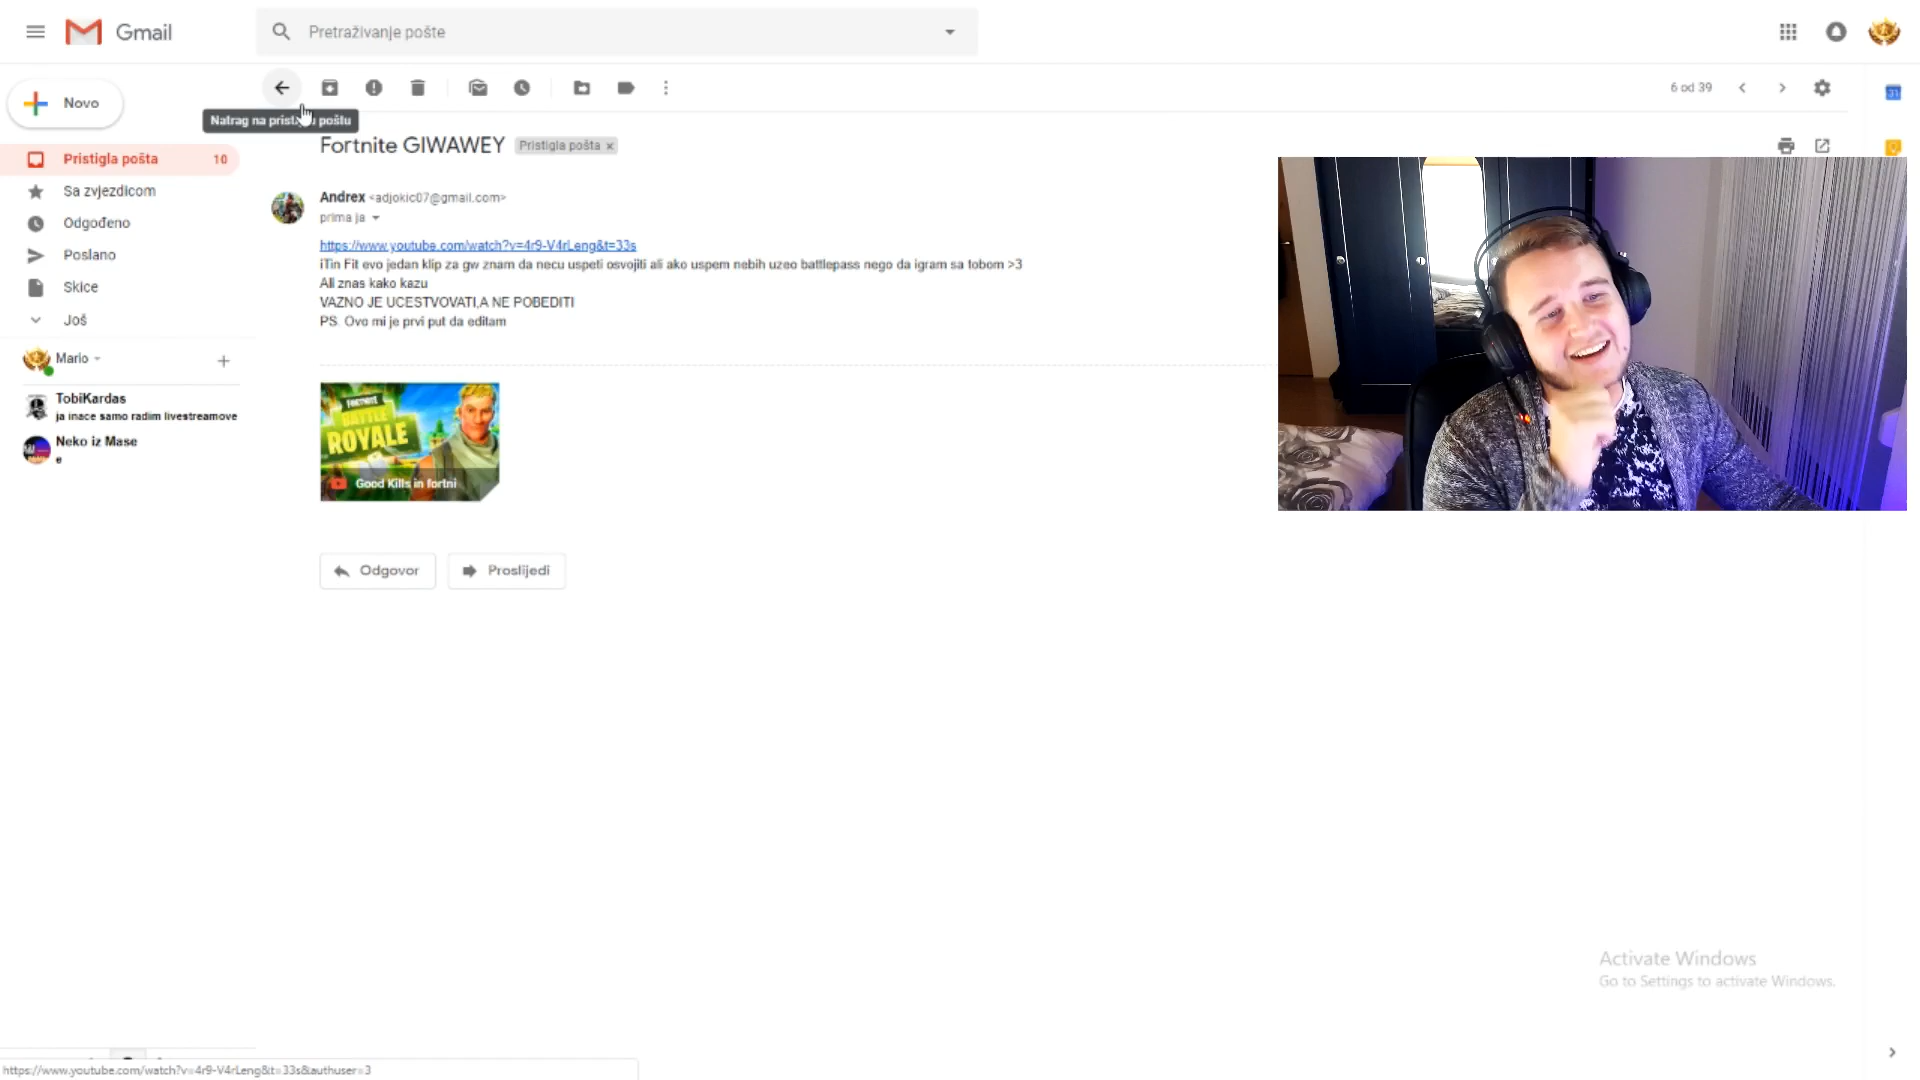 Gmail
Pretraživanje pošte
Novo
6 od 39
Natrag na pristiglu poštu
Fortnite GIWAWEY
Pristigla pošta x
Pristigla pošta 10
Sa zvjezdicom
Odgođeno
Poslano
Skice
Još
Mario
TobiKardas
ja inace samo radim livestreamove
Neko iz Mase
e
Andrex <adjokic07@gmail.com>
prima ja
https://www.youtube.com/watch?v=4r9-V4rLeng&t=33s
iTin Fit evo jedan klip za gw znam da necu uspeti osvojiti ali ako uspem nebih uzeo battlepass nego da igram sa tobom >3
Ali znas kako kazu
VAZNO JE UCESTVOVATI,A NE POBEDITI
PS. Ovo mi je prvi put da editam
FORTNITE
BATTLE
ROYALE
Good Kills in fortni
Odgovor
Proslijedi
Activate Windows
Go to Settings to activate Windows.
https://www.youtube.com/watch?v=4r9-V4rLeng&t=33s&authuser=3